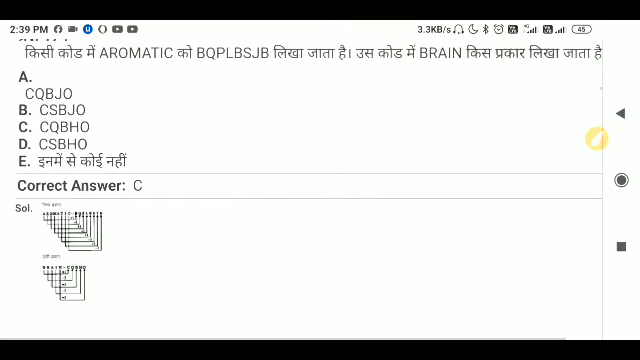 2:39 PM 3.3KB/s 45
किसी कोड में AROMATIC को BQPLBSJB लिखा जाता है। उस कोड में BRAIN किस प्रकार लिखा जाता है
A.
CQBJO
B. CSBJO
C. CQBHO
D. CSBHO
E. इनमें से कोई नहीं
Correct Answer: C
Sol.